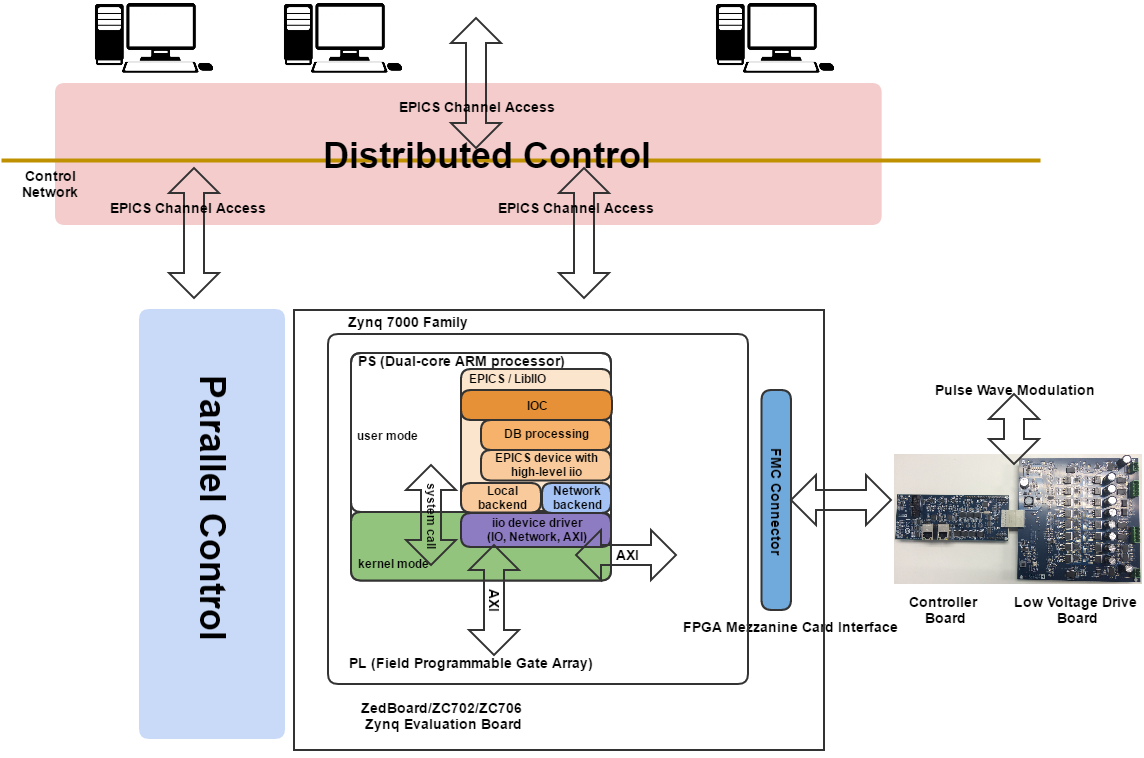 EPICS Channel Access
Distributed Control
Control
Network
EPICS Channel Access
EPICS Channel Access
Parallel Control
Zynq 7000 Family
PS (Dual-core ARM processor)
EPICS / LibIIO
IOC
DB processing
user mode
EPICS device with
high-level iio
system call
Local
backend
Network
backend
iio device driver
(IO, Network, AXI)
kernel mode
AXI
AXI
PL (Field Programmable Gate Array)
FMC Connector
FPGA Mezzanine Card Interface
ZedBoard/ZC702/ZC706
Zynq Evaluation Board
Pulse Wave Modulation
Controller
Board
Low Voltage Drive
Board